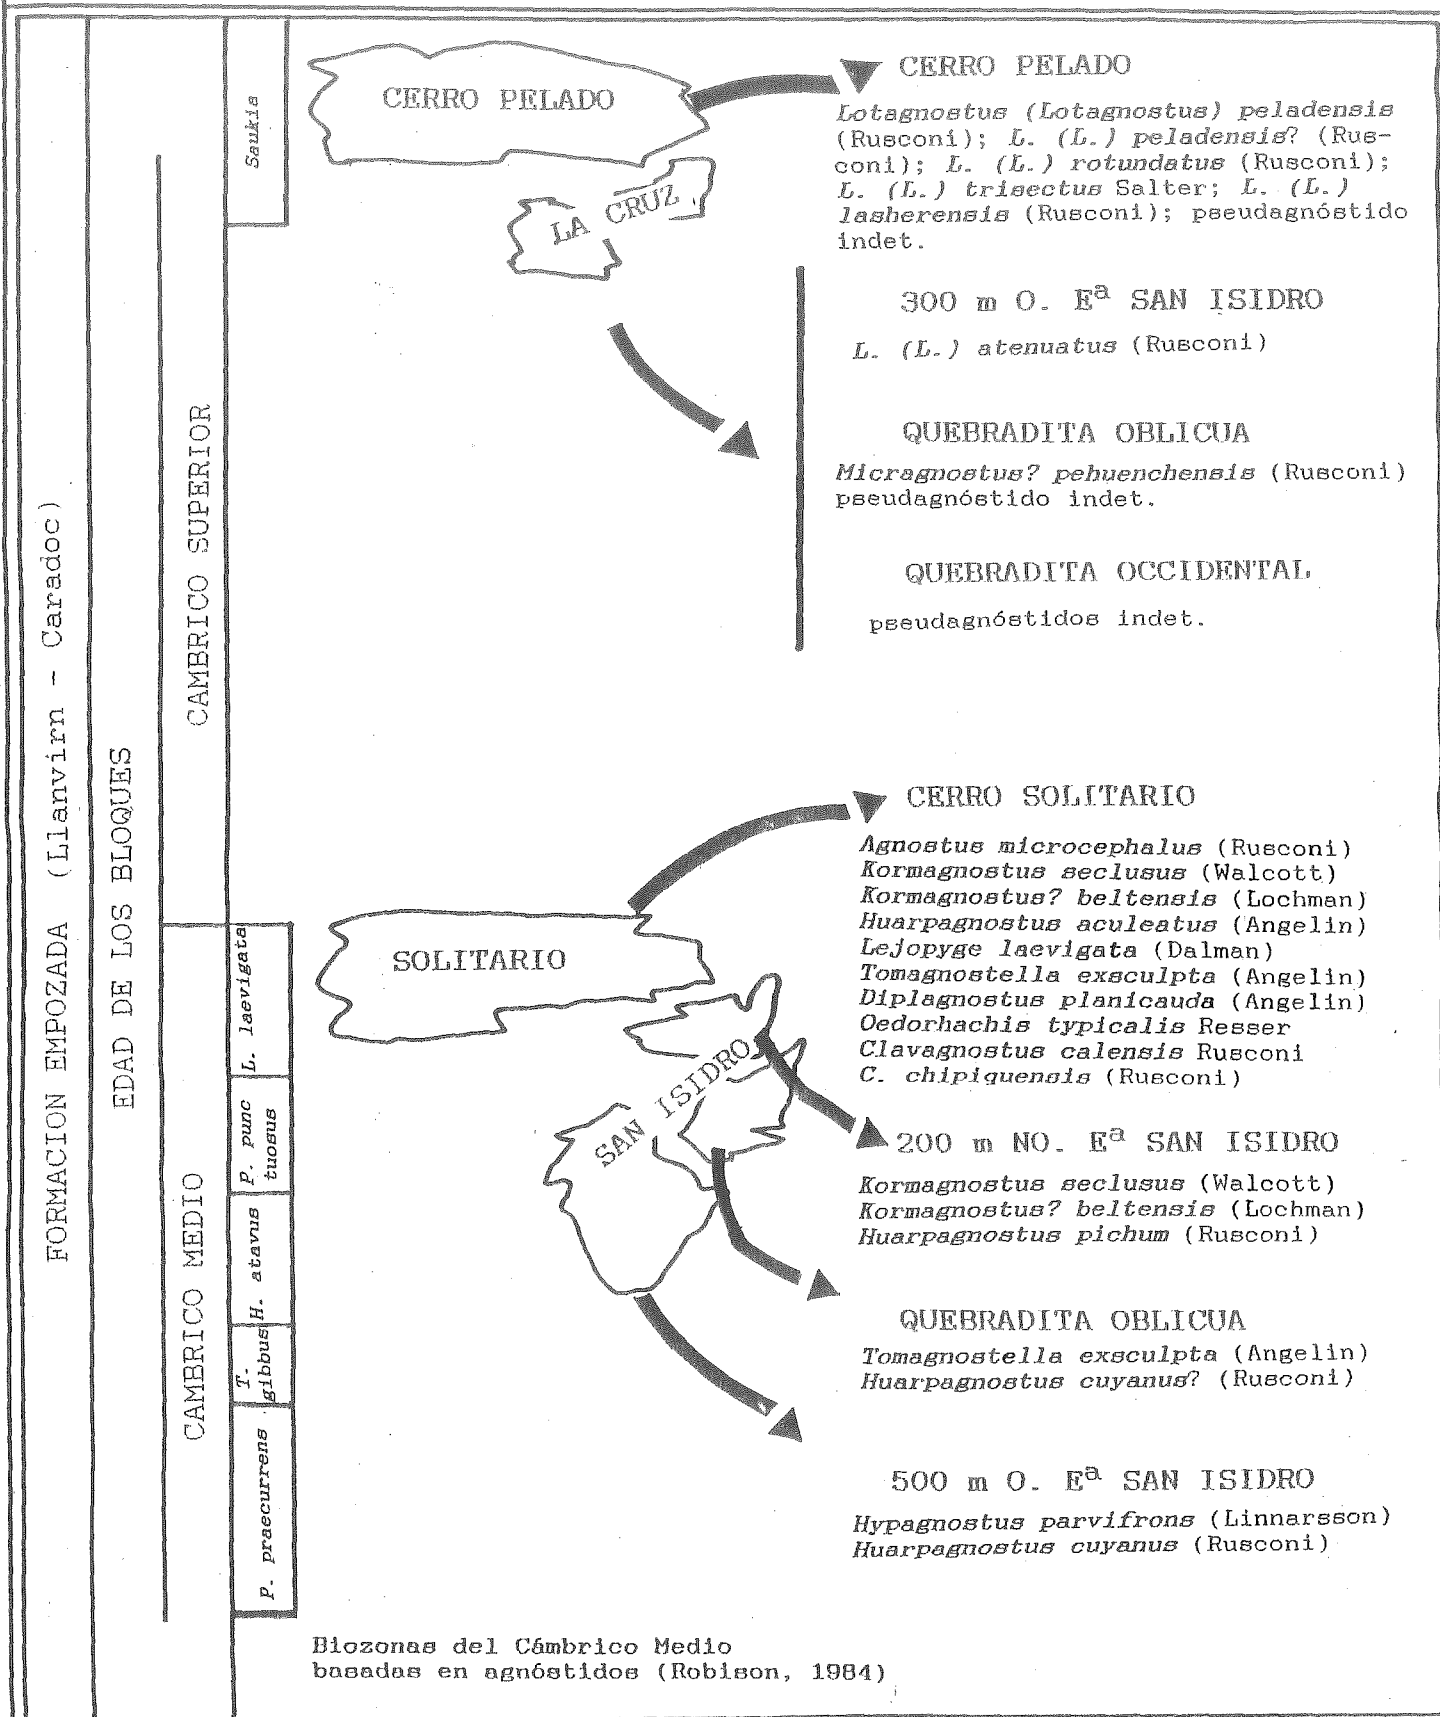 FORMACION EMPOZADA (Llanvirn - Caradoc)
EDAD DE LOS BLOQUES
CAMBRICO SUPERIOR
CAMBRICO MEDIO
Saukia
L. laevigata
P. punc
tuosus
H. atavus
T.
gibbus
P. praecurrens
CERRO PELADO
LA CRUZ
SOLITARIO
SAN ISIDRO
CERRO PELADO
Lotagnostus (Lotagnostus) peladensis
(Rusconi); L. (L.) peladensis? (Rus-
coni); L. (L.) rotundatus (Rusconi);
L. (L.) trisectus Salter; L. (L.)
lasherensis (Rusconi); pseudagnóstido
indet.
300 m O. Eª SAN ISIDRO
L. (L.) atenuatus (Rusconi)
QUEBRADITA OBLICUA
Micragnostus? pehuenchensis (Rusconi)
pseudagnóstido indet.
QUEBRADITA OCCIDENTAL
pseudagnóstidos indet.
CERRO SOLITARIO
Agnostus microcephalus (Rusconi)
Kormagnostus seclusus (Walcott)
Kormagnostus? beltensis (Lochman)
Huarpagnostus aculeatus (Angelin)
Lejopyge laevigata (Dalman)
Tomagnostella exsculpta (Angelin)
Diplagnostus planicauda (Angelin)
Oedorhachis typicalis Resser
Clavagnostus calensis Rusconi
C. chipiquensis (Rusconi)
200 m NO. Eª SAN ISIDRO
Kormagnostus seclusus (Walcott)
Kormagnostus? beltensis (Lochman)
Huarpagnostus pichum (Rusconi)
QUEBRADITA OBLICUA
Tomagnostella exsculpta (Angelin)
Huarpagnostus cuyanus? (Rusconi)
500 m O. Eª SAN ISIDRO
Hypagnostus parvifrons (Linnarsson)
Huarpagnostus cuyanus (Rusconi)
Biozonas del Cámbrico Medio
basadas en agnóstidos (Robison, 1984)